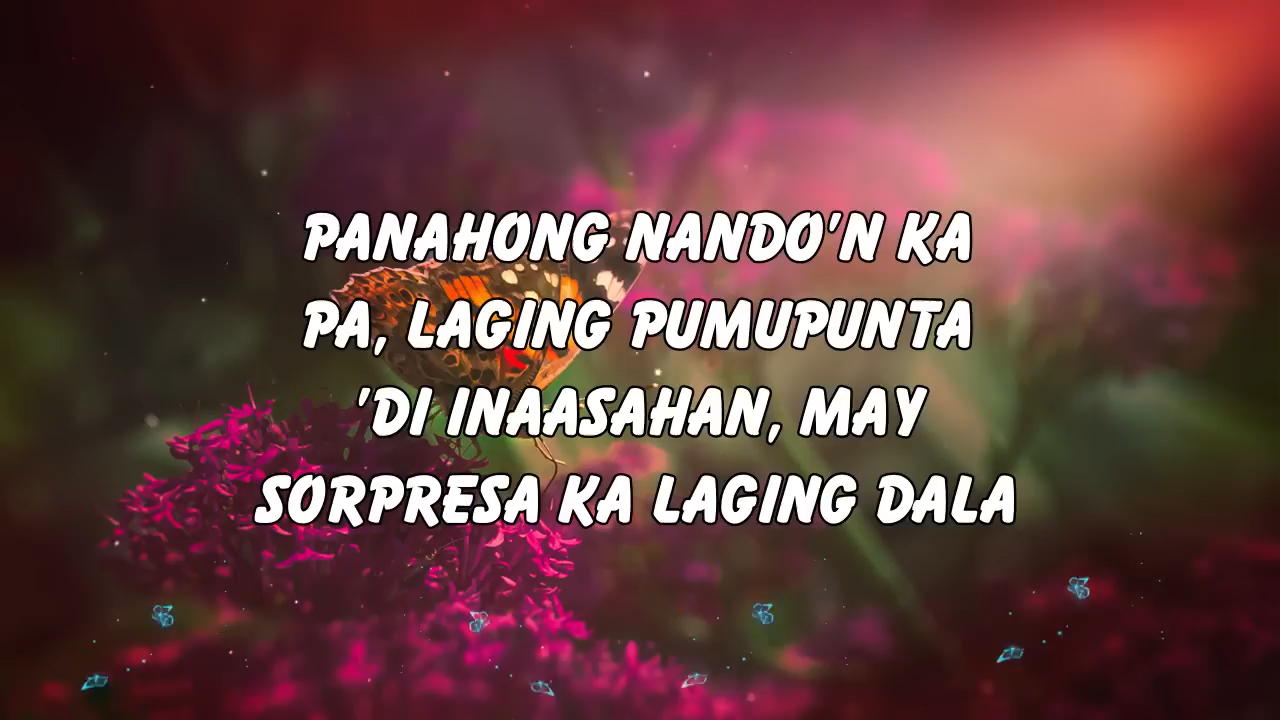 PANAHONG NANDO'N KA
PA, LAGING PUMUPUNTA
'DI INAASAHAN, MAY
SORPRESA KA LAGING DALA